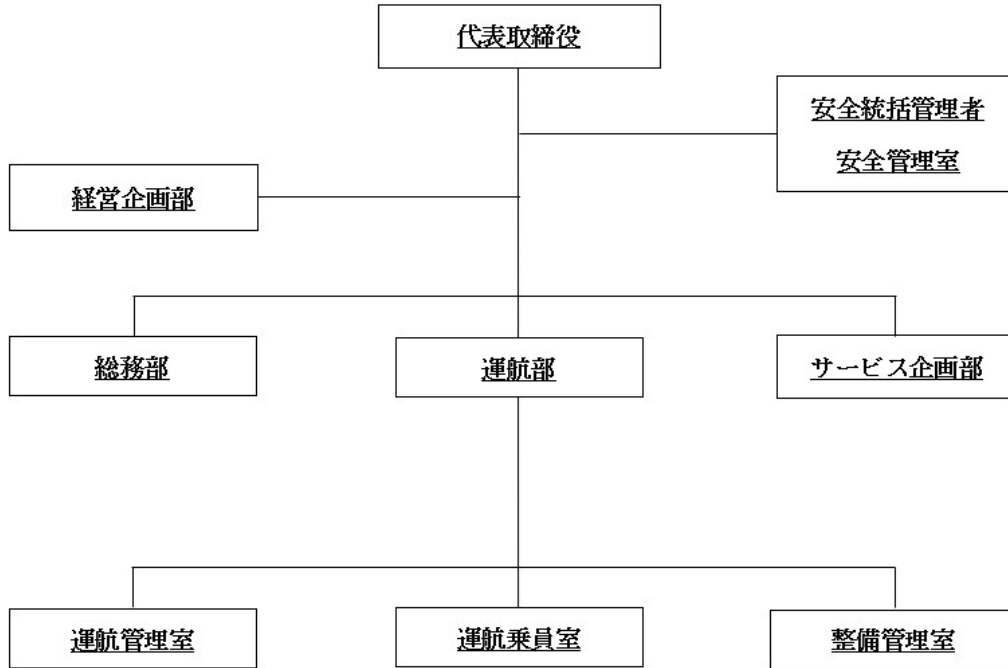 代表取締役
安全統括管理者
安全管理室
経営企画部
総務部
運航部
サービス企画部
運航管理室
運航乗員室
整備管理室